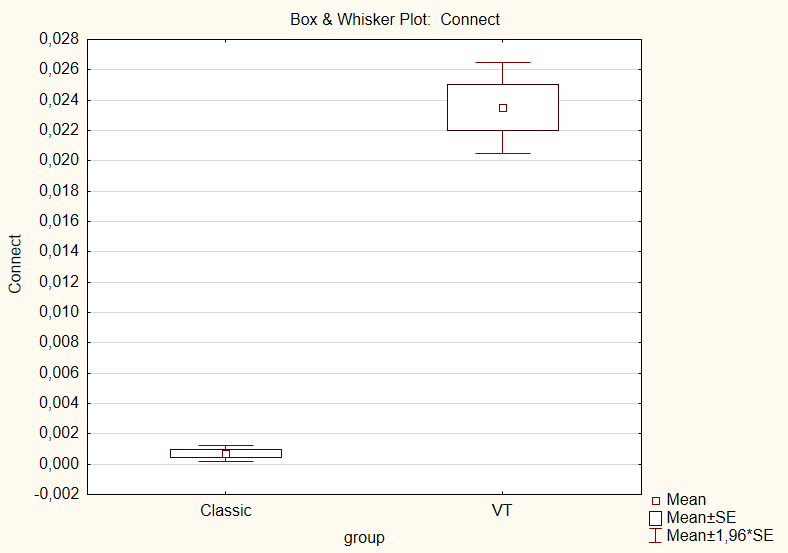 Box & Whisker Plot: Connect
0,028
0,026
0,024
0,022
0,020
0,018
0,016
0,014
0,012
0,010
0,008
0,006
0,004
0,002
0,000
-0,002
Connect
Classic VT
group
Mean
Mean±SE
Mean±1,96*SE